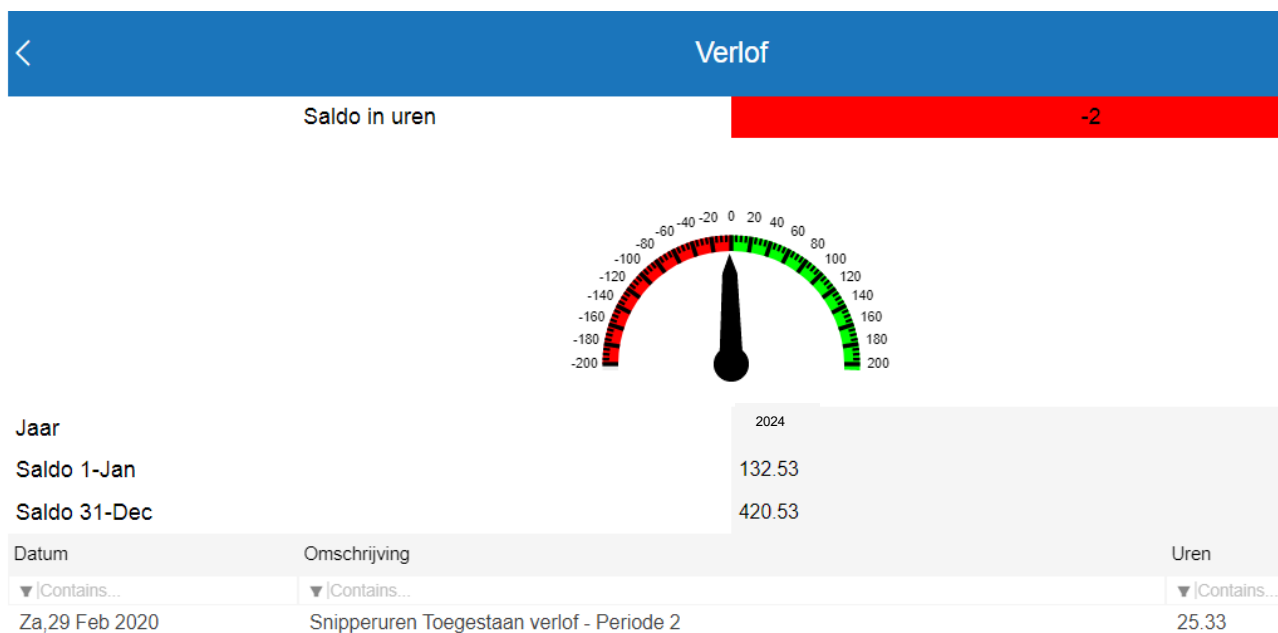 Verlof
Saldo in uren -2
-200 -180 -160 -140 -120 -100 -80 -60 -40 -20 0 20 40 60 80 100 120 140 160 180 200
Jaar 2024
Saldo 1-Jan 132.53
Saldo 31-Dec 420.53
Datum Omschrijving Uren
Contains... Contains... Contains...
Za,29 Feb 2020 Snipperuren Toegestaan verlof - Periode 2 25.33